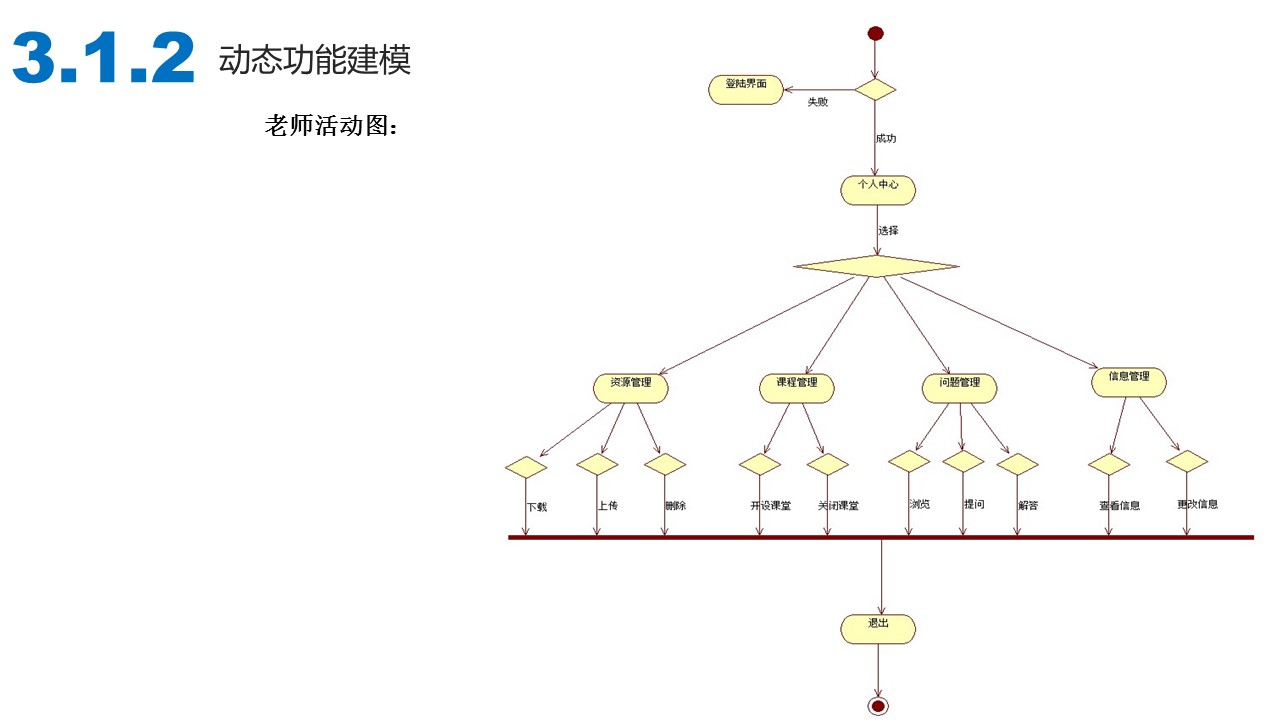 3.1.2 动态功能建模
老师活动图：
登陆界面
失败
成功
个人中心
选择
资源管理 课程管理 问题管理 信息管理
下载 上传 删除 开设课堂 关闭课堂 浏览 提问 解答 查看信息 更改信息
退出